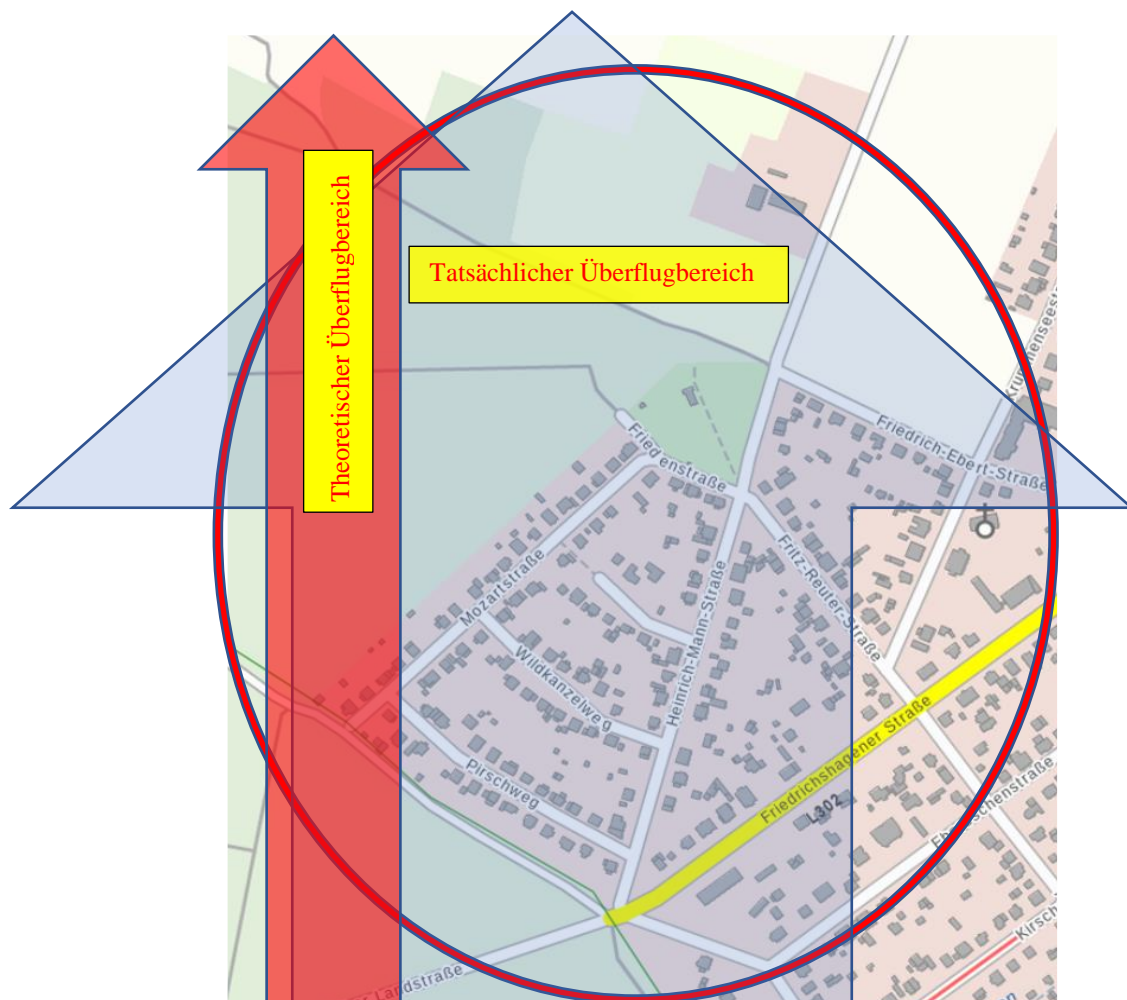 Theoretischer Überflugbereich
Tatsächlicher Überflugbereich
Friedrich-Ebert-Straße
Friedenstraße
Fritz-Reuter-Straße
Mozartstraße
Heinrich-Mann-Straße
Wildkanzelweg
Pirschweg
Friedrichshagener Straße
L302
Landstraße
Kirsch